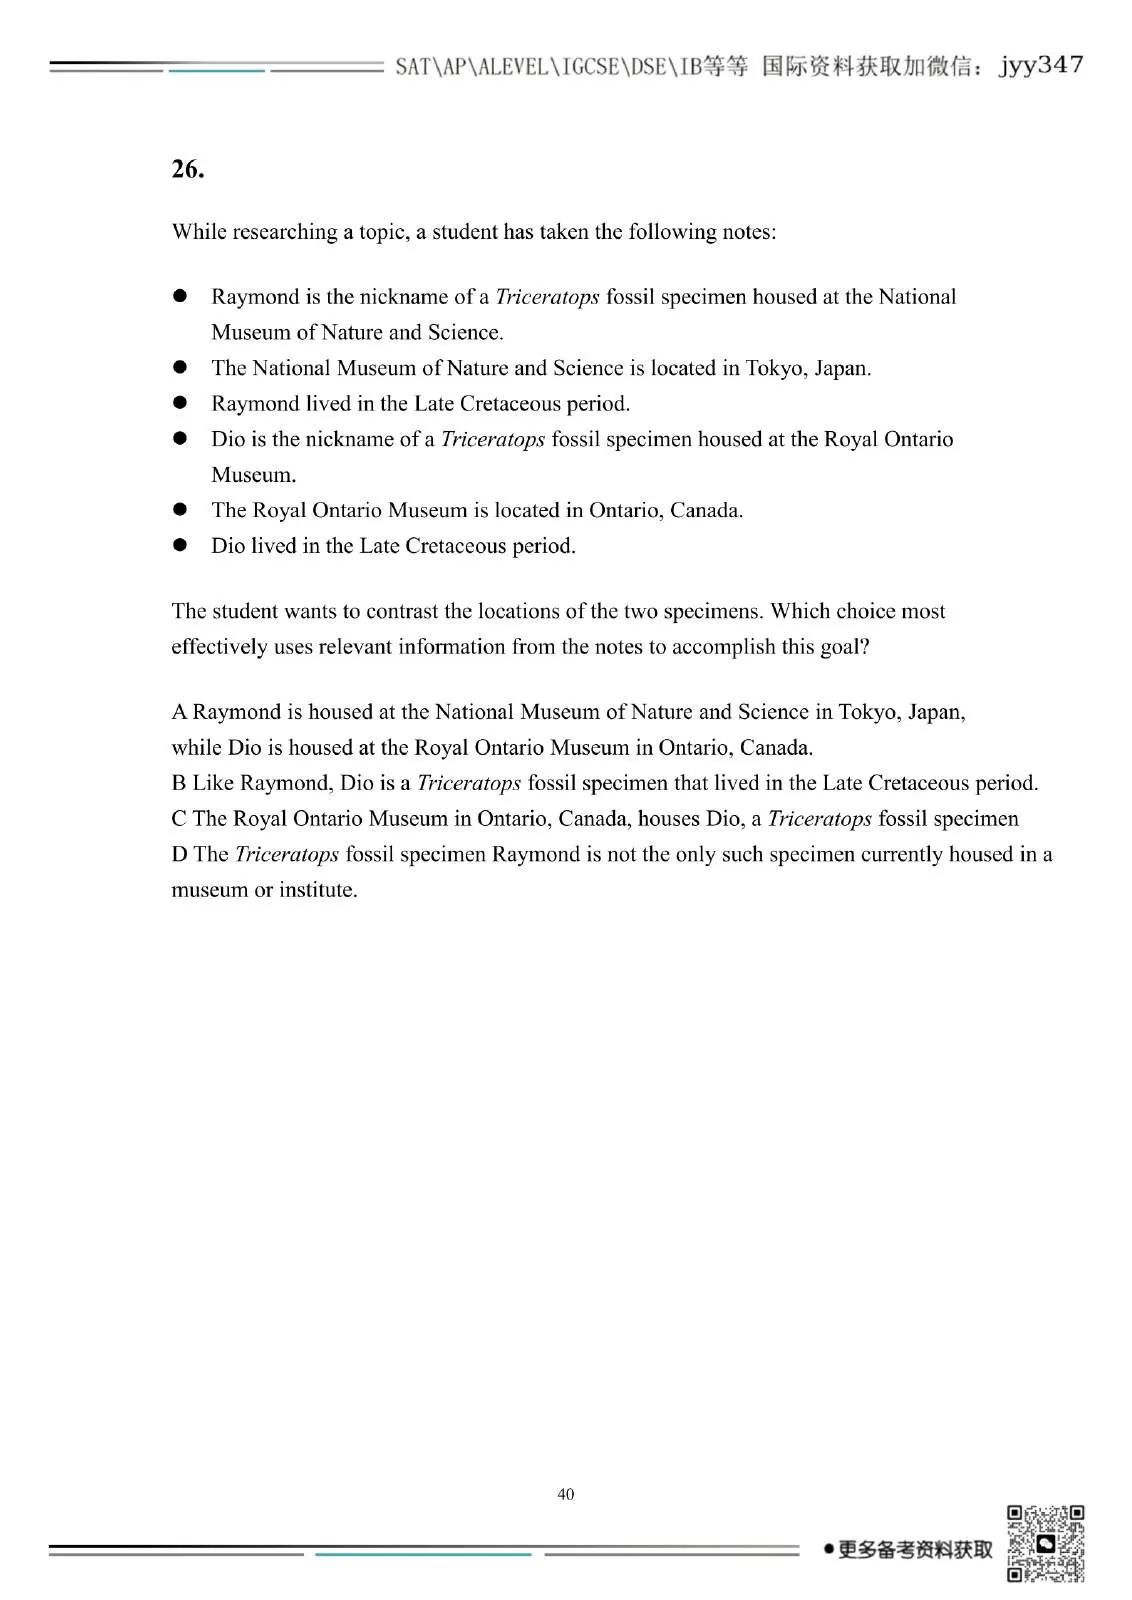 SAT\AP\ALEVEL\IGCSE\DSE\IB等等 国际资料获取加微信: jyy347
26.
While researching a topic, a student has taken the following notes:
● Raymond is the nickname of a Triceratops fossil specimen housed at the National
Museum of Nature and Science.
● The National Museum of Nature and Science is located in Tokyo, Japan.
● Raymond lived in the Late Cretaceous period.
● Dio is the nickname of a Triceratops fossil specimen housed at the Royal Ontario
Museum.
● The Royal Ontario Museum is located in Ontario, Canada.
● Dio lived in the Late Cretaceous period.
The student wants to contrast the locations of the two specimens. Which choice most
effectively uses relevant information from the notes to accomplish this goal?
A Raymond is housed at the National Museum of Nature and Science in Tokyo, Japan,
while Dio is housed at the Royal Ontario Museum in Ontario, Canada.
B Like Raymond, Dio is a Triceratops fossil specimen that lived in the Late Cretaceous period.
C The Royal Ontario Museum in Ontario, Canada, houses Dio, a Triceratops fossil specimen
D The Triceratops fossil specimen Raymond is not the only such specimen currently housed in a
museum or institute.
40
●更多备考资料获取